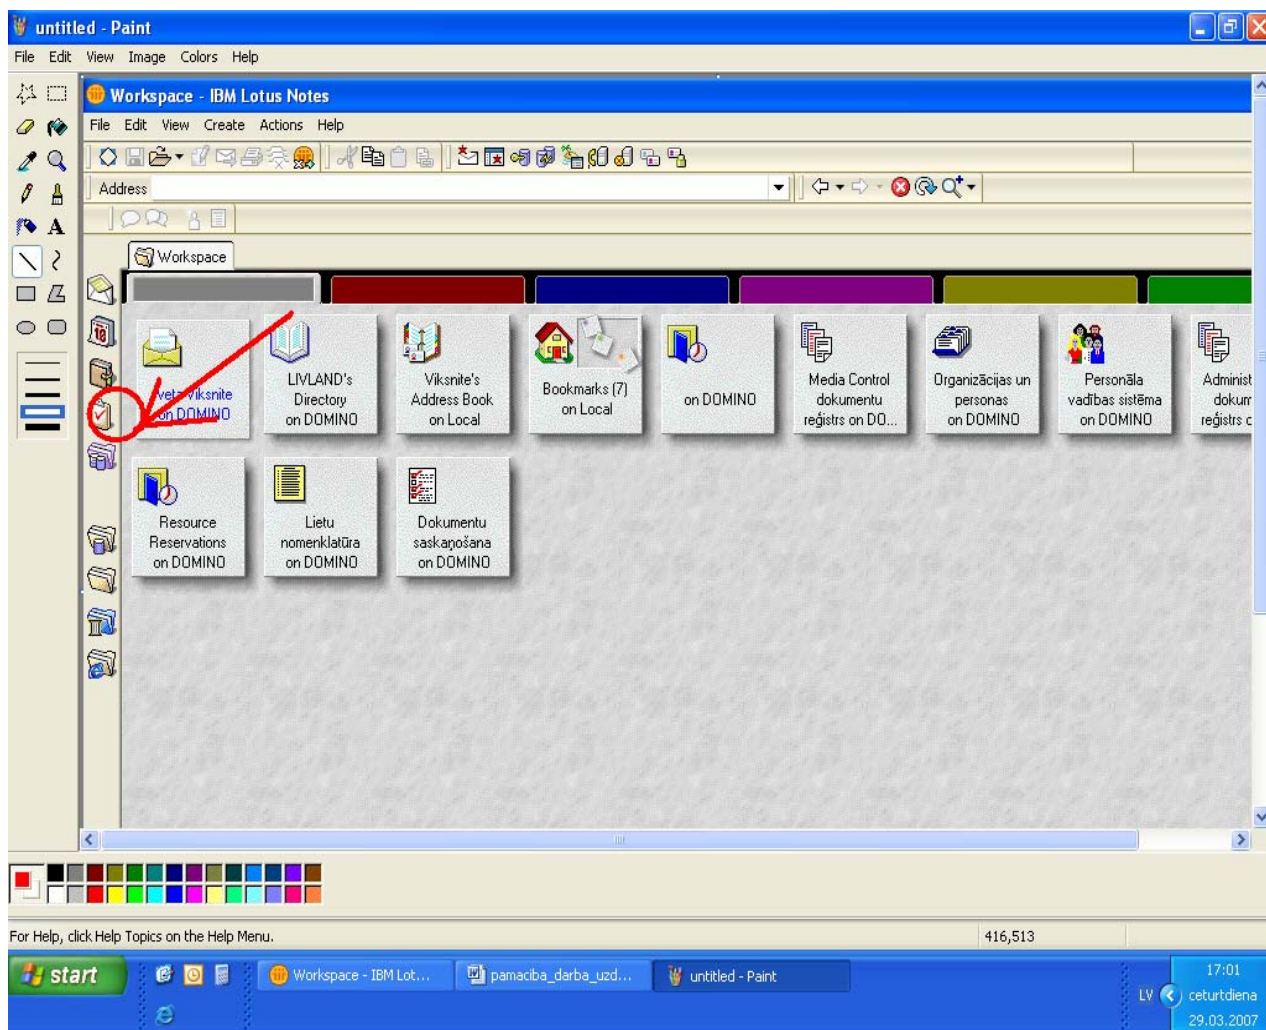 untitled - Paint
File Edit View Image Colors Help
Workspace - IBM Lotus Notes
File Edit View Create Actions Help
Address
A
Workspace
18
Viksnite
on DOMINO
LIVLAND's
Directory
on DOMINO
Viksnite's
Address Book
on Local
Bookmarks (7)
on Local
on DOMINO
Media Control
dokumentu
reģistrs on DO...
Organizācijas un
personas
on DOMINO
Personāla
vadības sistēma
on DOMINO
Administ
dokum
reģistrs
Resource
Reservations
on DOMINO
Lietu
nomenklatūra
on DOMINO
Dokumentu
saskaņošana
on DOMINO
For Help, click Help Topics on the Help Menu.
416,513
start
Workspace - IBM Lot...
pamaciba_darba_uzd...
untitled - Paint
LV
17:01
ceturtdiena
29.03.2007